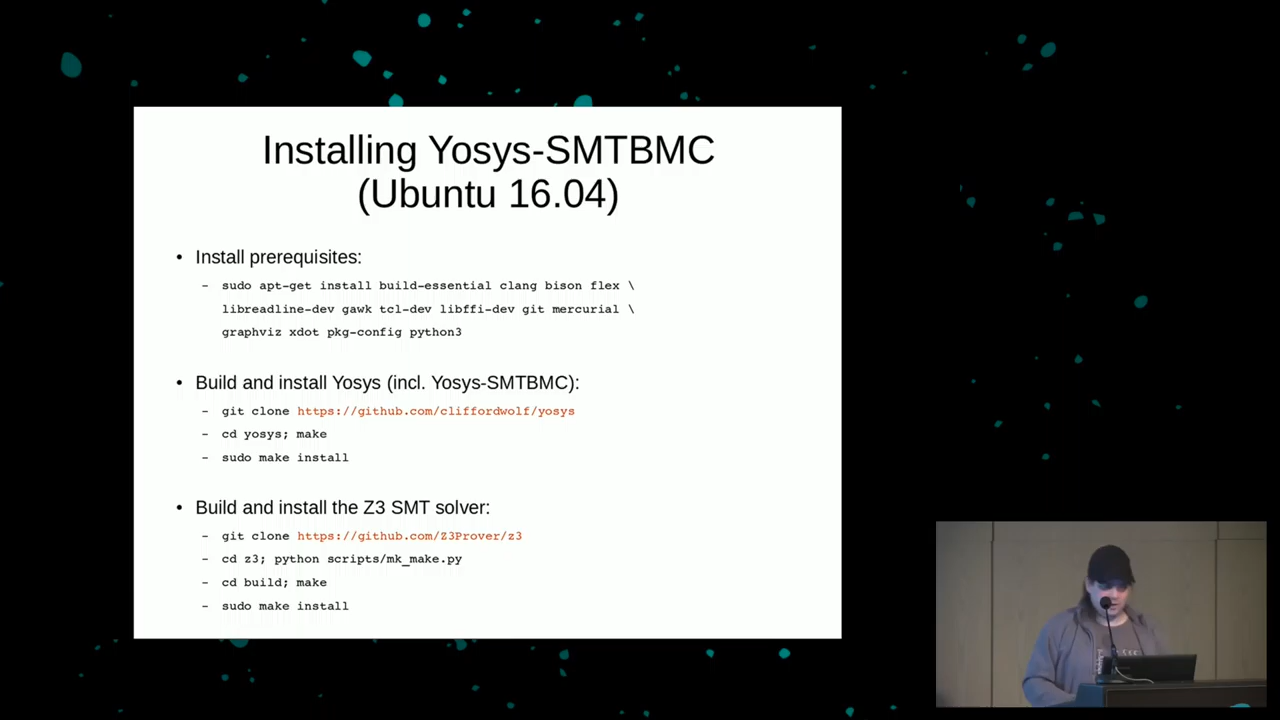 Installing Yosys-SMTBMC
(Ubuntu 16.04)
• Install prerequisites:
– sudo apt-get install build-essential clang bison flex \
libreadline-dev gawk tcl-dev libffi-dev git mercurial \
graphviz xdot pkg-config python3
• Build and install Yosys (incl. Yosys-SMTBMC):
– git clone https://github.com/cliffordwolf/yosys
– cd yosys; make
– sudo make install
• Build and install the Z3 SMT solver:
– git clone https://github.com/Z3Prover/z3
– cd z3; python scripts/mk_make.py
– cd build; make
– sudo make install